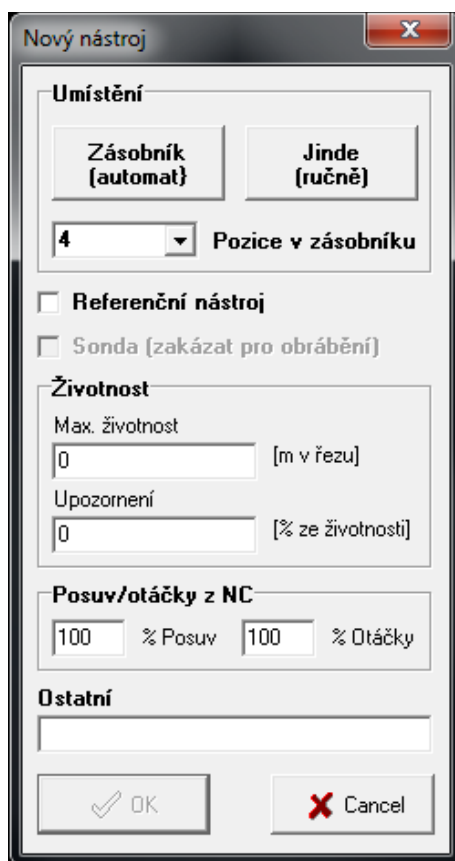 Nový nástroj
Umístění
Zásobník
(automat}
Jinde
(ručně)
4
Pozice v zásobníku
Referenční nástroj
Sonda (zakázat pro obrábění)
Životnost
Max. životnost
0 [m v řezu]
Upozornení
0 [% ze životnosti]
Posuv/otáčky z NC
100 % Posuv 100 % Otáčky
Ostatní
OK
Cancel